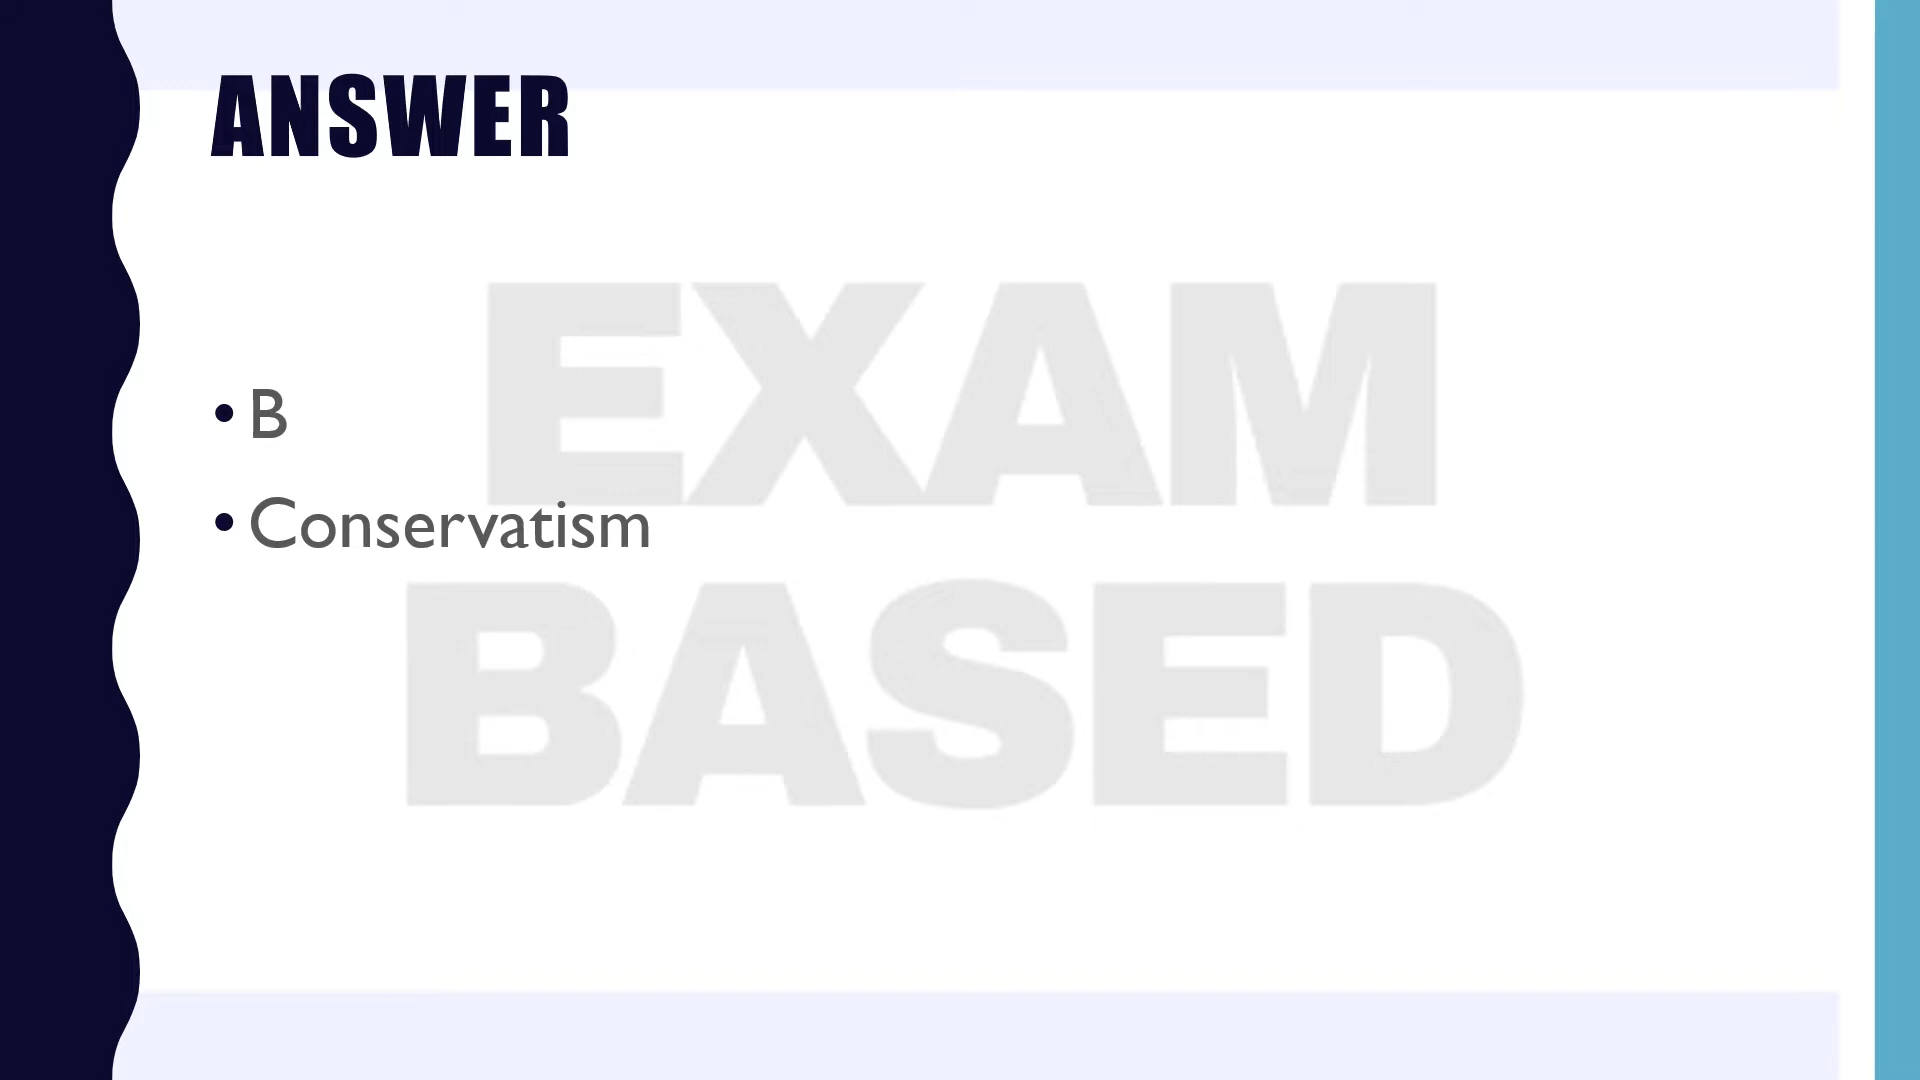 ANSWER
• B
• Conservatism
EXAM
BASED